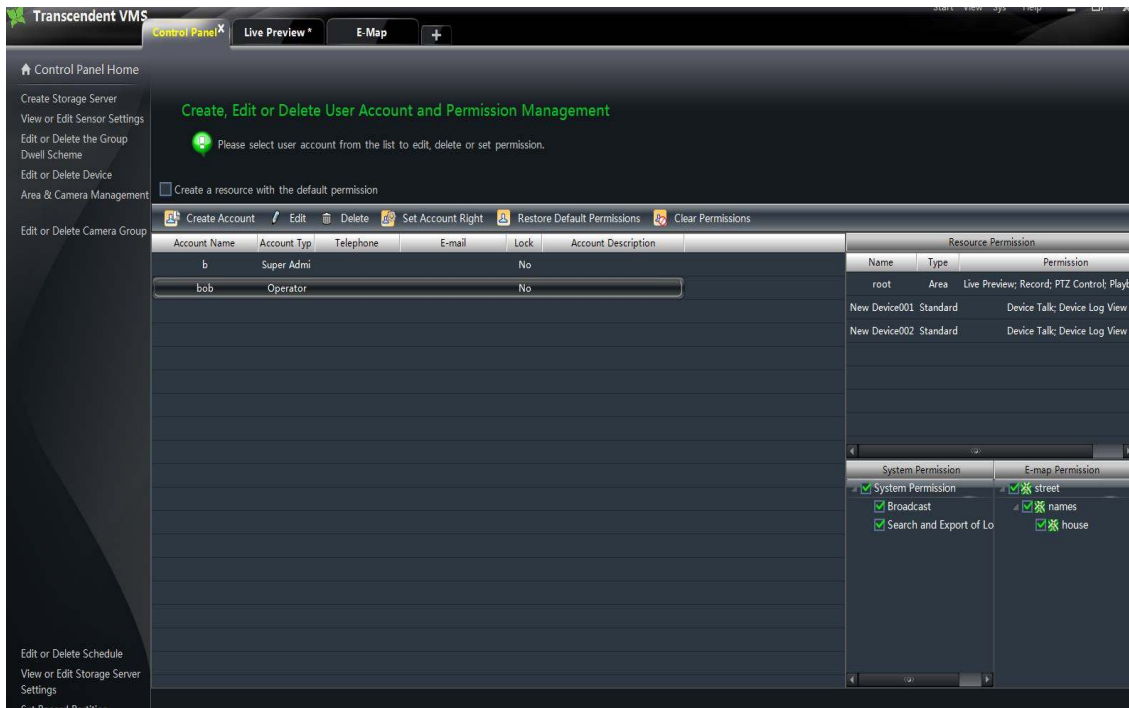 Transcendent VMS
Start View Sys Help
Control Panel X Live Preview * E-Map +
Control Panel Home
Create Storage Server
View or Edit Sensor Settings
Edit or Delete the Group
Dwell Scheme
Edit or Delete Device
Area & Camera Management
Edit or Delete Camera Group
Edit or Delete Schedule
View or Edit Storage Server
Settings
Set Record Partition
Create, Edit or Delete User Account and Permission Management
Please select user account from the list to edit, delete or set permission.
Create a resource with the default permission
Create Account Edit Delete Set Account Right Restore Default Permissions Clear Permissions
Account Name Account Typ Telephone E-mail Lock Account Description
b Super Admi No
bob Operator No
Resource Permission
Name Type Permission
root Area Live Preview; Record; PTZ Control; Playb
New Device001 Standard Device Talk; Device Log View
New Device002 Standard Device Talk; Device Log View
System Permission E-map Permission
System Permission street
Broadcast names
Search and Export of Lo house